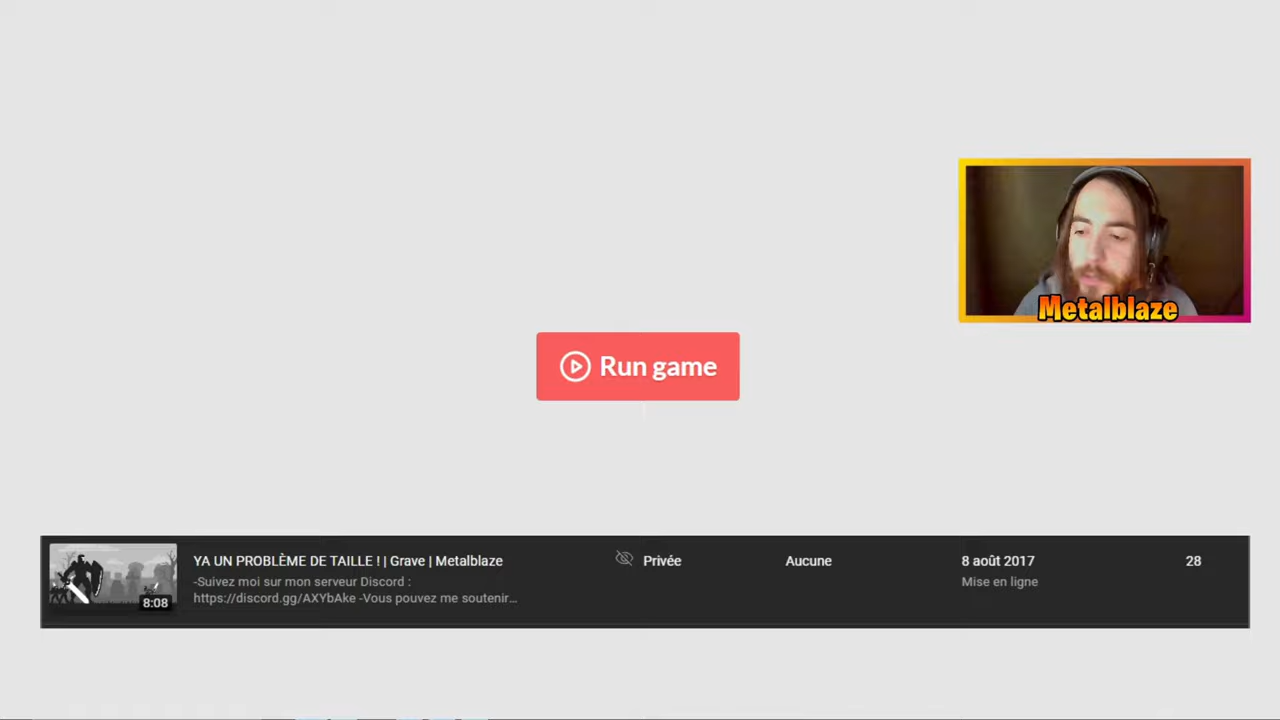 Metalblaze
Run game
YA UN PROBLÈME DE TAILLE ! | Grave | Metalblaze
Privée
Aucune
8 août 2017
28
-Suivez moi sur mon serveur Discord :
Mise en ligne
https://discord.gg/AXYbAke -Vous pouvez me soutenir...
8:08